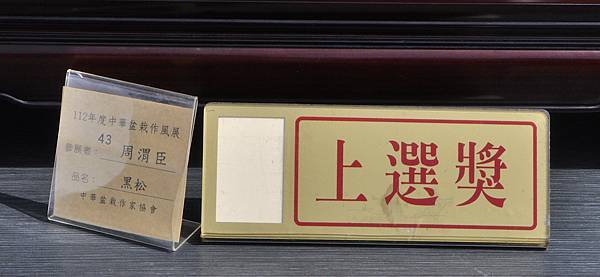 112年度中華盆栽作風展
43
參展者：周渭臣
品名：黑松
中華盆栽作家協會
上選獎